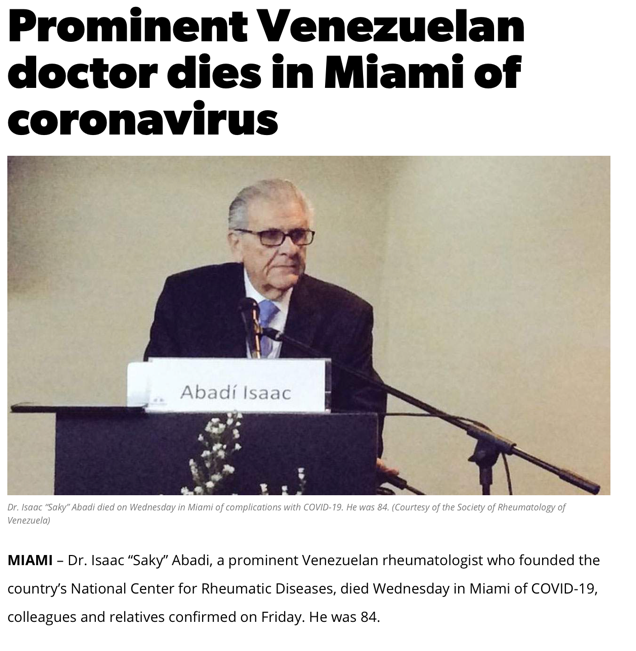 Prominent Venezuelan
doctor dies in Miami of
coronavirus
Abadí Isaac
Dr. Isaac “Saky” Abadi died on Wednesday in Miami of complications with COVID-19. He was 84. (Courtesy of the Society of Rheumatology of
Venezuela)
MIAMI – Dr. Isaac “Saky” Abadi, a prominent Venezuelan rheumatologist who founded the
country’s National Center for Rheumatic Diseases, died Wednesday in Miami of COVID-19,
colleagues and relatives confirmed on Friday. He was 84.